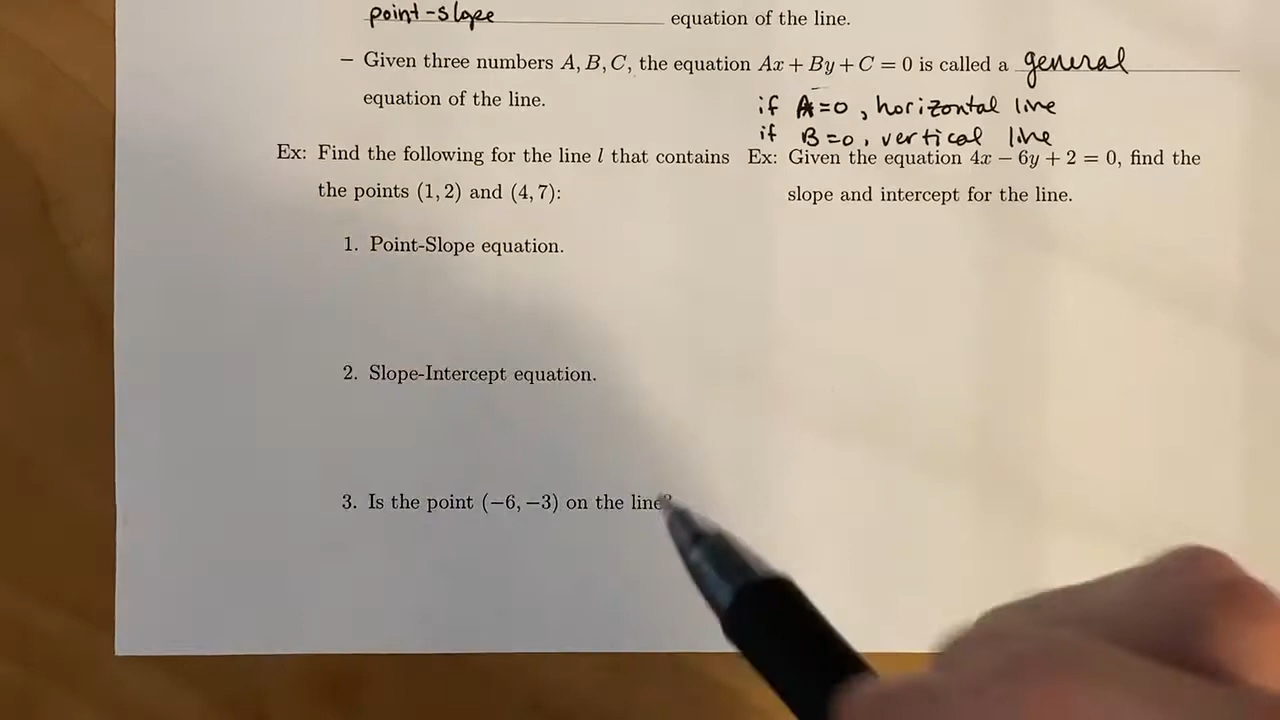 point-slope equation of the line.
– Given three numbers A, B, C, the equation Ax + By + C = 0 is called a general
equation of the line.
if A=0, horizontal line
if B=0, vertical line
Ex: Find the following for the line l that contains
the points (1, 2) and (4, 7):
1. Point-Slope equation.
2. Slope-Intercept equation.
3. Is the point (−6, −3) on the line?
Ex: Given the equation 4x − 6y + 2 = 0, find the
slope and intercept for the line.